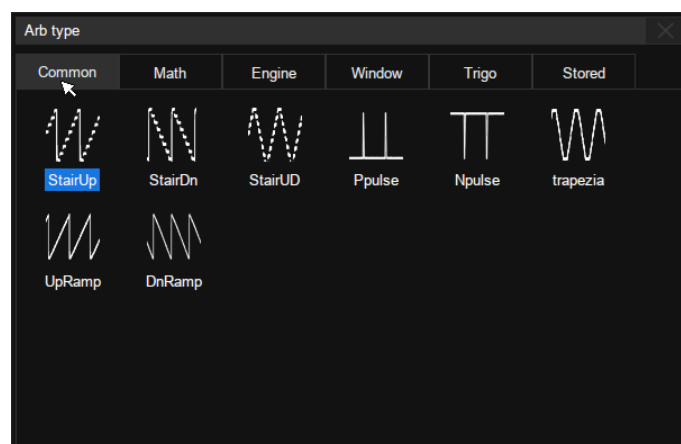 Arb type
Common Math Engine Window Trigo Stored
StairUp StairDn StairUD Ppulse Npulse trapezia
UpRamp DnRamp